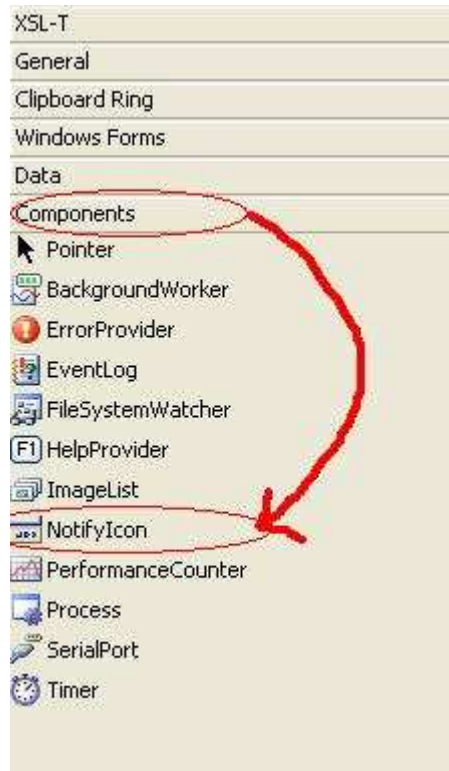 XSL-T
General
Clipboard Ring
Windows Forms
Data
Components
Pointer
BackgroundWorker
ErrorProvider
EventLog
FileSystemWatcher
F1 HelpProvider
ImageList
NotifyIcon
PerformanceCounter
Process
SerialPort
Timer